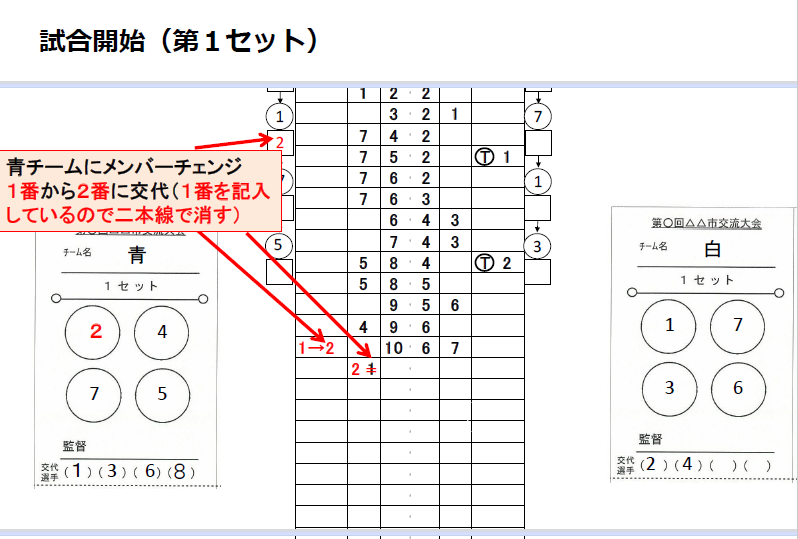 試合開始（第１セット）
1 2 2
1 3 2 1 7
2 7 4 2
7 5 2 Ⓣ 1
7 6 2 1
7 6 3
6 4 3
5 7 4 3 3
5 8 4 Ⓣ 2
5 8 5
9 5 6
4 9 6
1→2 10 6 7
2 1
青チームにメンバーチェンジ
１番から２番に交代（１番を記入
しているので二本線で消す）
第〇回△△市交流大会
チーム名 青
１セット
2 4
7 5
監督
交代
選手 (1)(3)(6)(8)
第〇回△△市交流大会
チーム名 白
１セット
1 7
3 6
監督
交代
選手 (2)(4)( )( )